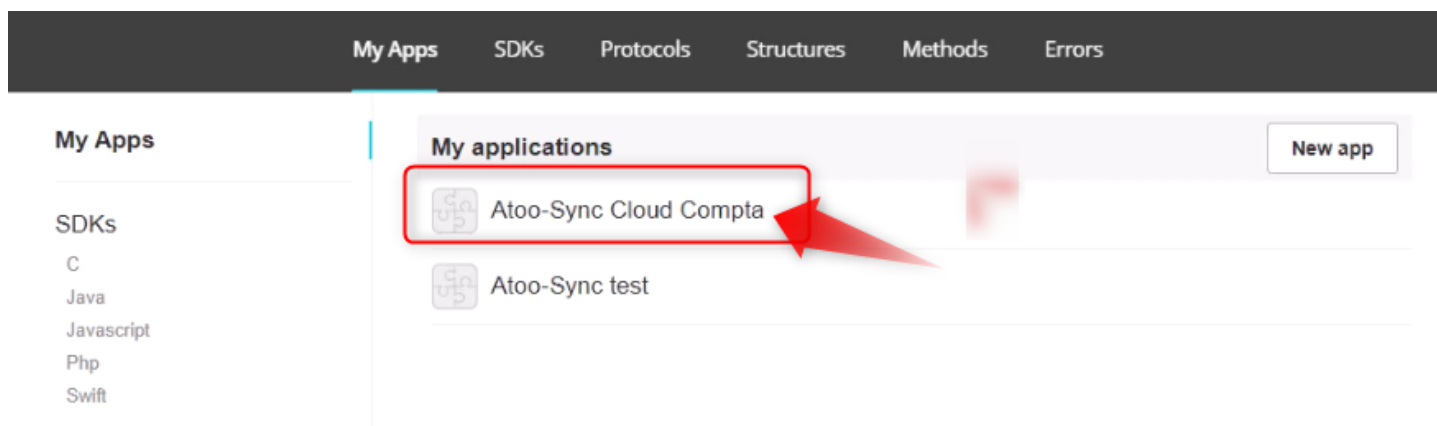 My Apps SDKs Protocols Structures Methods Errors
My Apps
SDKs
C
Java
Javascript
Php
Swift
My applications New app
Atoo-Sync Cloud Compta
Atoo-Sync test